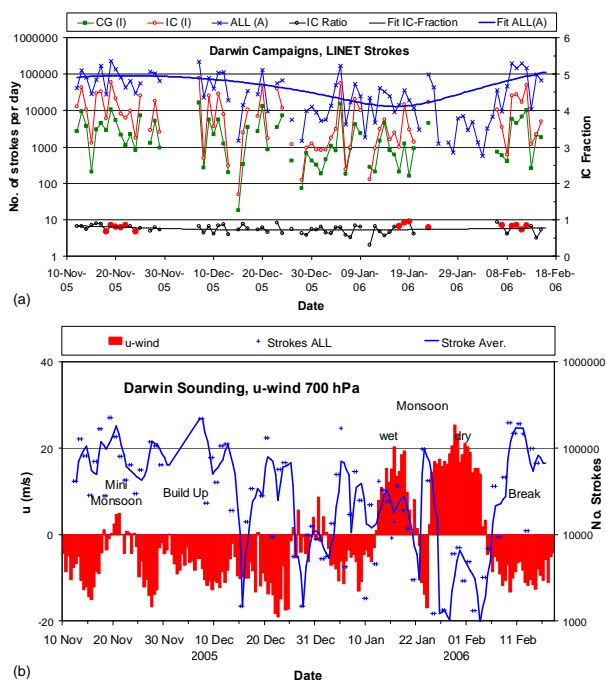 CG (I) IC (I) ALL (A) IC Ratio Fit IC-Fraction Fit ALL(A)
Darwin Campaigns, LINET Strokes
No. of strokes per day
1000000
100000
10000
1000
100
10
1
6
5
4
3
2
1
0
IC Fraction
10-Nov-05 20-Nov-05 30-Nov-05 10-Dec-05 20-Dec-05 30-Dec-05 09-Jan-06 19-Jan-06 29-Jan-06 08-Feb-06 18-Feb-06
(a)
Date
u-wind Strokes ALL Stroke Aver.
Darwin Sounding, u-wind 700 hPa
u (m/s)
40
20
0
-20
1000000
100000
10000
1000
No. Strokes
Monsoon
wet dry
Mini
Monsoon
Build Up
Break
10 Nov 20 Nov 30 Nov 10 Dec 20 Dec 31 Dec 10 Jan 22 Jan 01 Feb 11 Feb
2005 2006
(b)
Date